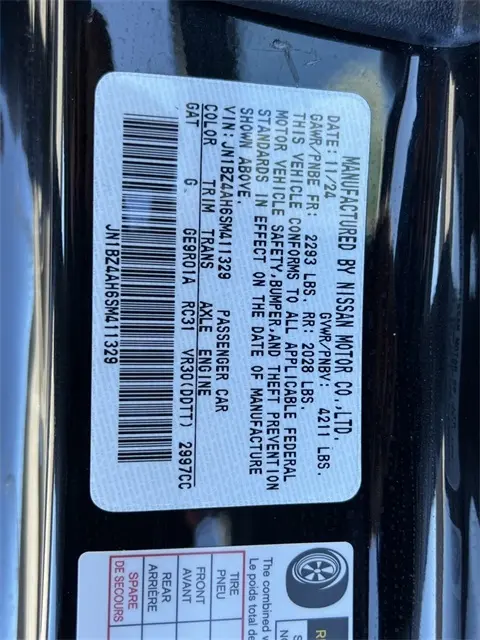 MANUFACTURED BY NISSAN MOTOR CO.,LTD.
DATE: 11/24 GVWR/PNBV: 4211 LBS.
GAWR/PNBE FR: 2293 LBS. RR: 2028 LBS.
THIS VEHICLE CONFORMS TO ALL APPLICABLE FEDERAL
MOTOR VEHICLE SAFETY,BUMPER,AND THEFT PREVENTION
STANDARDS IN EFFECT ON THE DATE OF MANUFACTURE
SHOWN ABOVE.
VIN: JN1BZ4AH6SM411329 PASSENGER CAR
COLOR TRIM TRANS AXLE ENGINE
GAT G GE9R01A RC31 VR30(DDTT) 2997CC
JN1BZ4AH6SM411329
The combined
Le poids total de
TIRE
PNEU
FRONT
AVANT
REAR
ARRIÈRE
SPARE
DE SECOURS